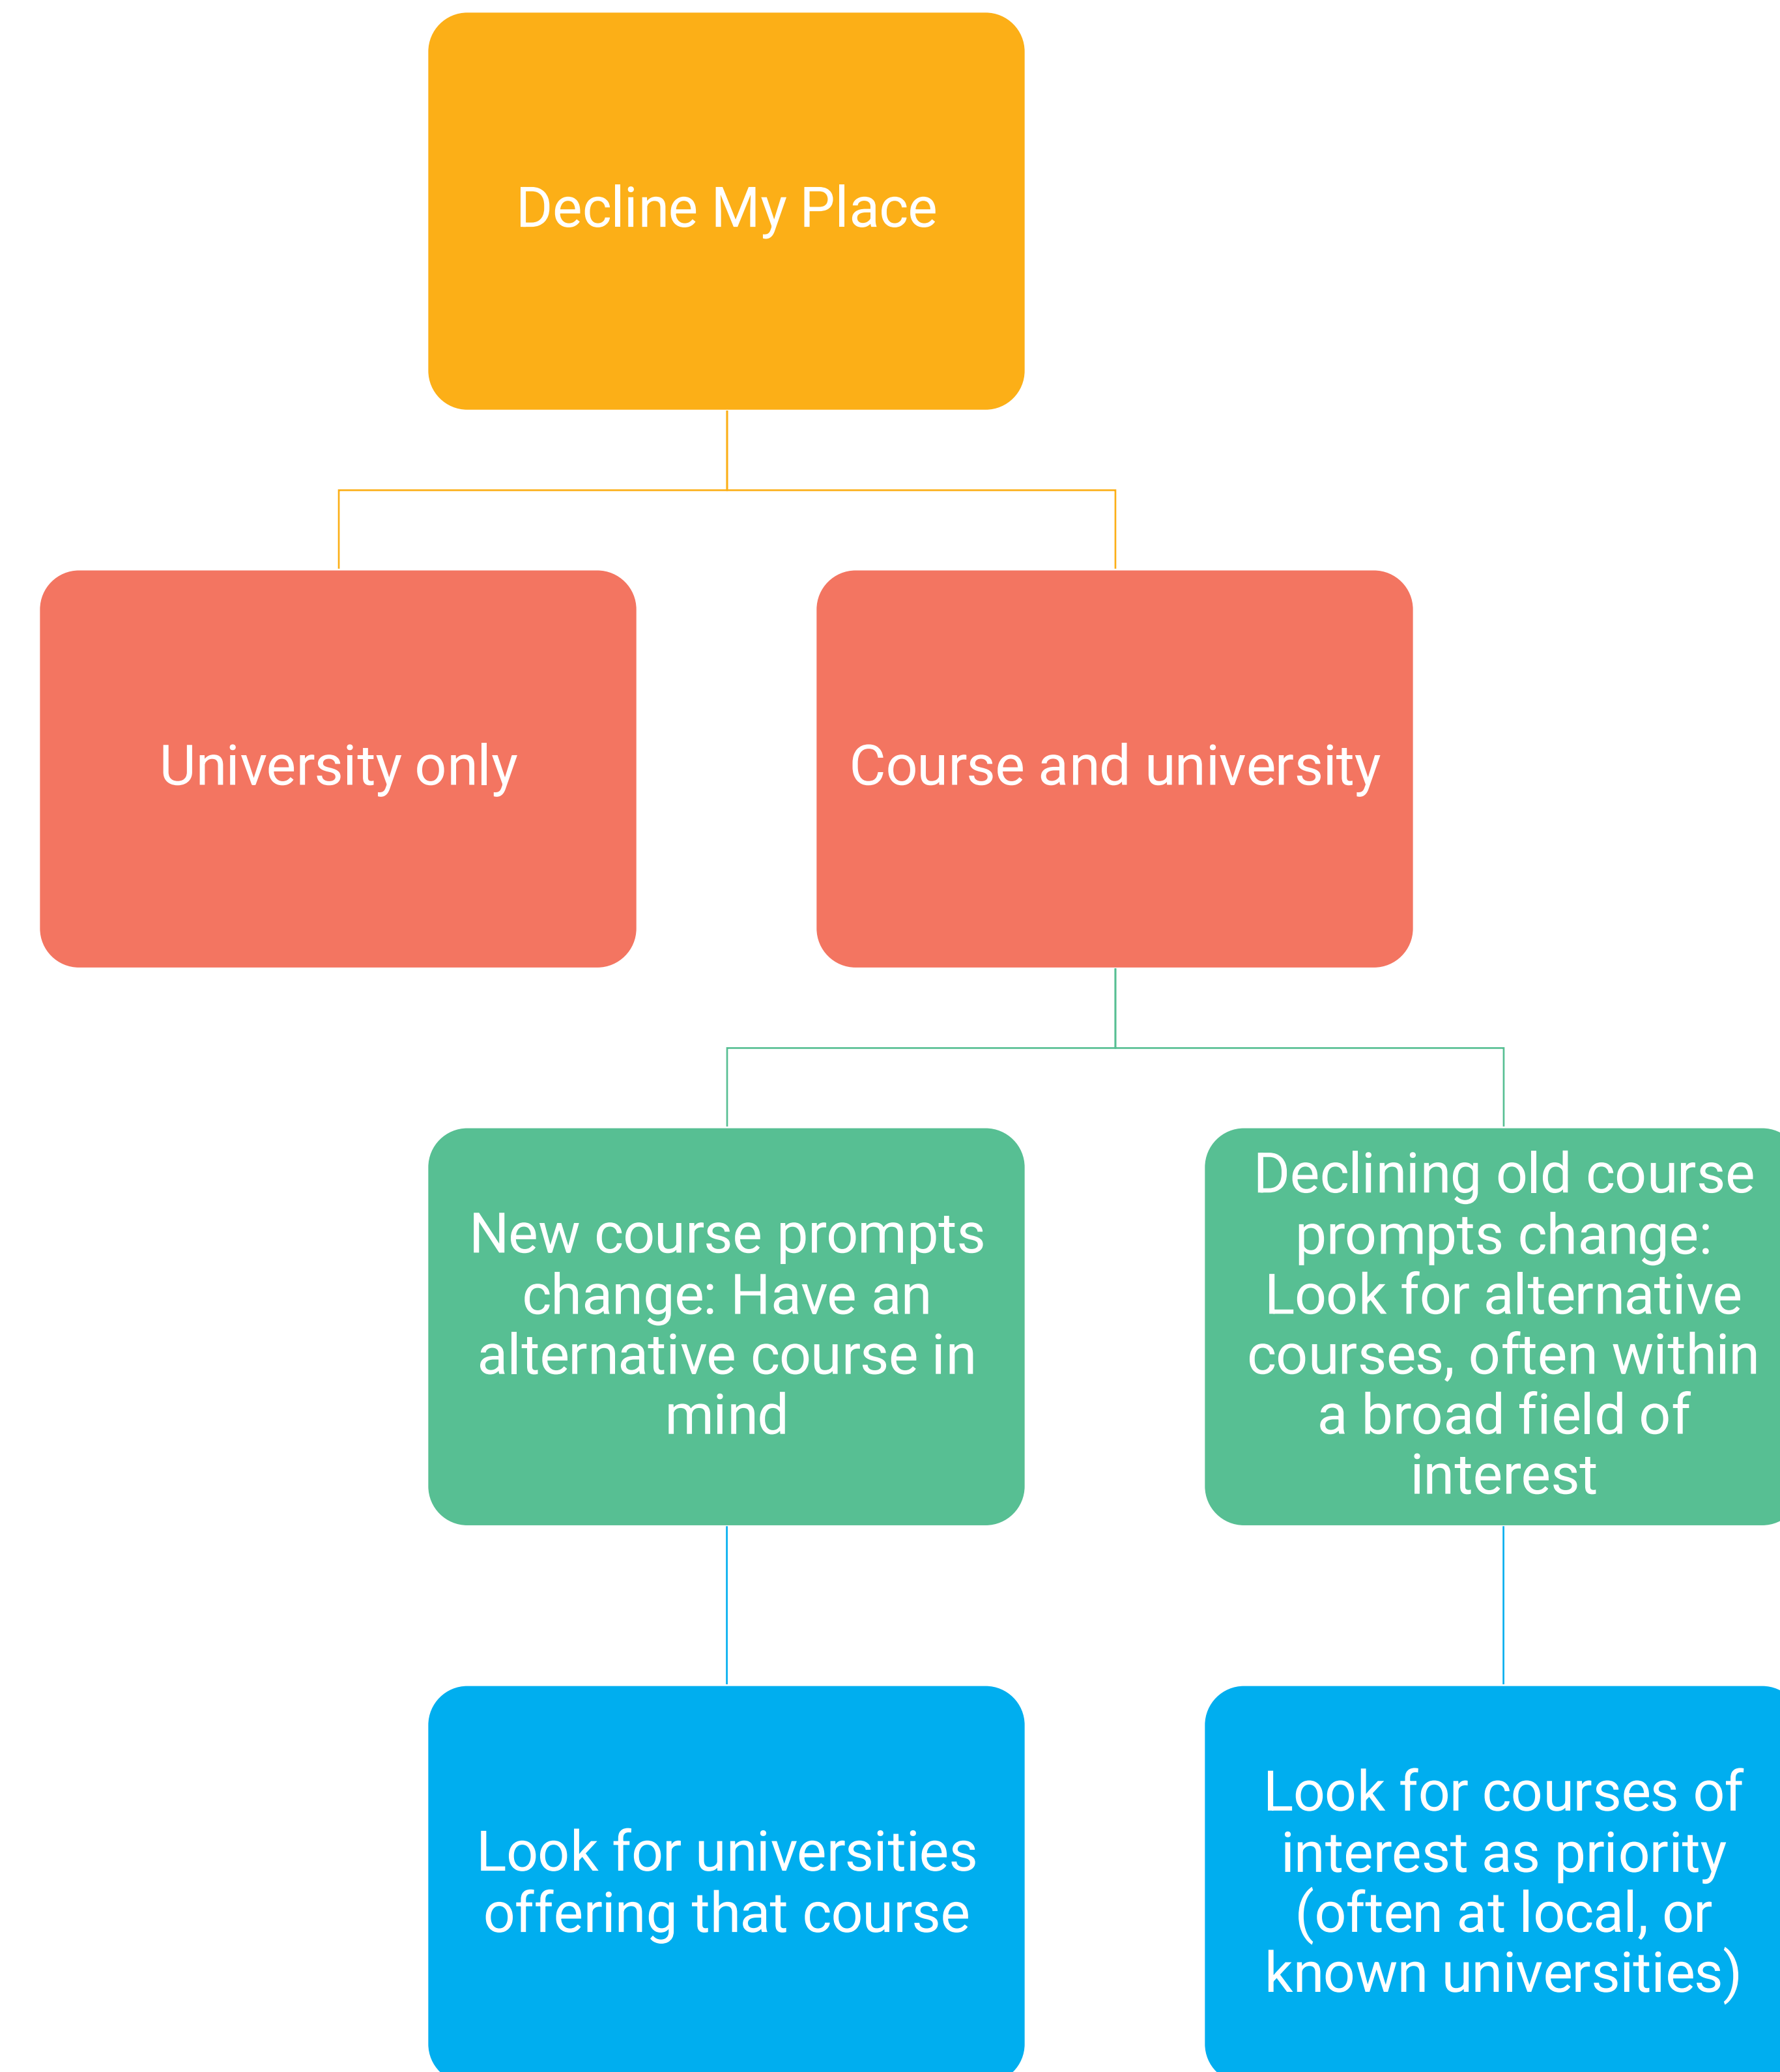 Decline My Place
University only
Course and university
New course prompts
change: Have an
alternative course in
mind
Declining old course
prompts change:
Look for alternative
courses, often within
a broad field of
interest
Look for universities
offering that course
Look for courses of
interest as priority
(often at local, or
known universities)